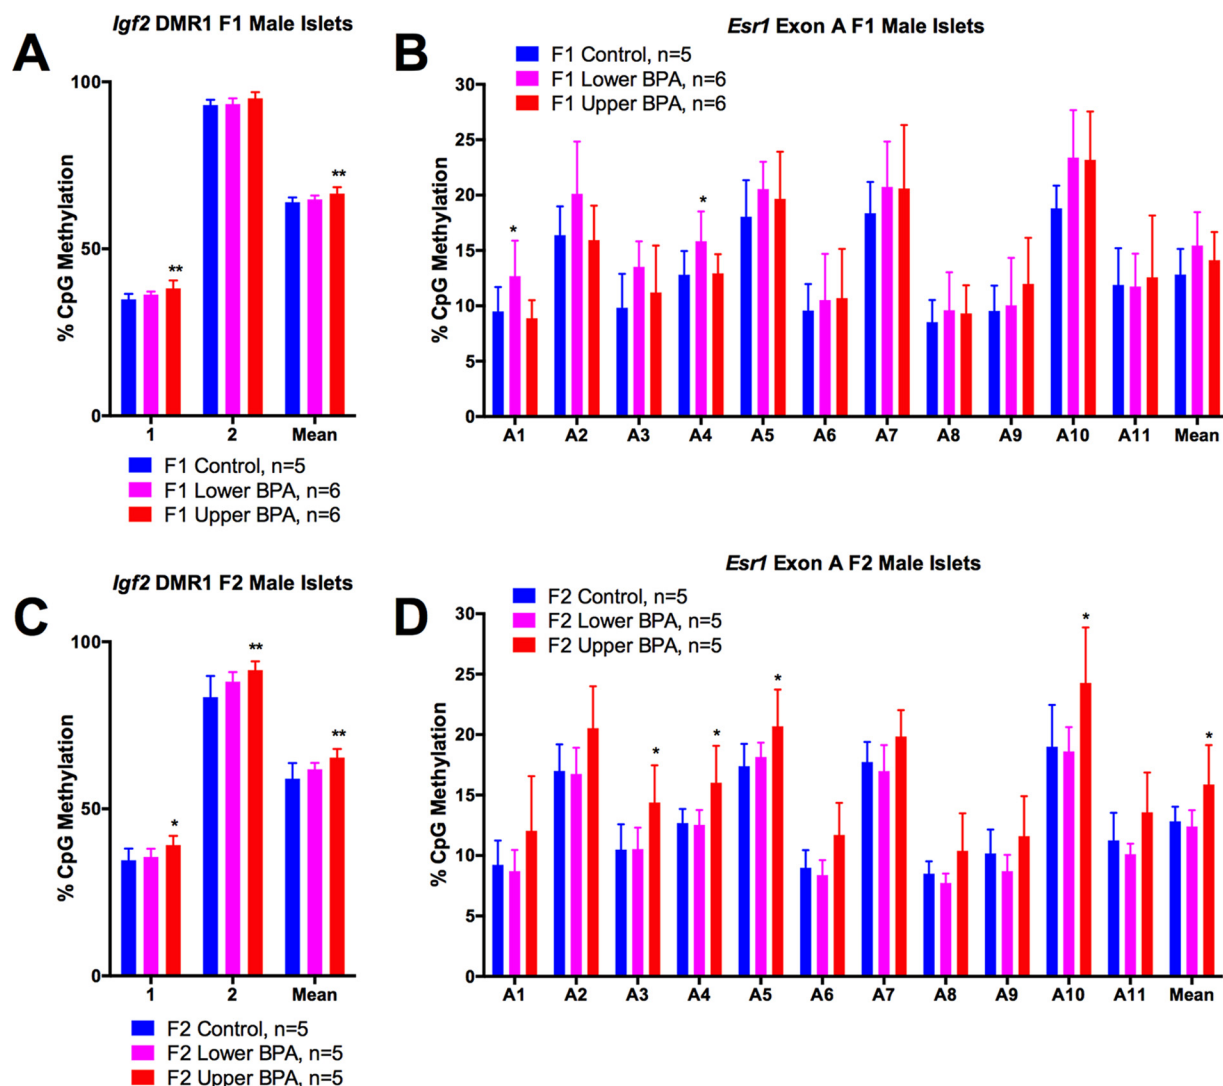 A
Igf2 DMR1 F1 Male Islets
% CpG Methylation
100
50
0
**
**
1 2 Mean
F1 Control, n=5
F1 Lower BPA, n=6
F1 Upper BPA, n=6
B
Esr1 Exon A F1 Male Islets
F1 Control, n=5
F1 Lower BPA, n=6
F1 Upper BPA, n=6
% CpG Methylation
30
25
20
15
10
5
0
*
*
A1 A2 A3 A4 A5 A6 A7 A8 A9 A10 A11 Mean
C
Igf2 DMR1 F2 Male Islets
% CpG Methylation
100
50
0
*
**
**
1 2 Mean
F2 Control, n=5
F2 Lower BPA, n=5
F2 Upper BPA, n=5
D
Esr1 Exon A F2 Male Islets
F2 Control, n=5
F2 Lower BPA, n=5
F2 Upper BPA, n=5
% CpG Methylation
30
25
20
15
10
5
0
*
*
*
*
*
A1 A2 A3 A4 A5 A6 A7 A8 A9 A10 A11 Mean